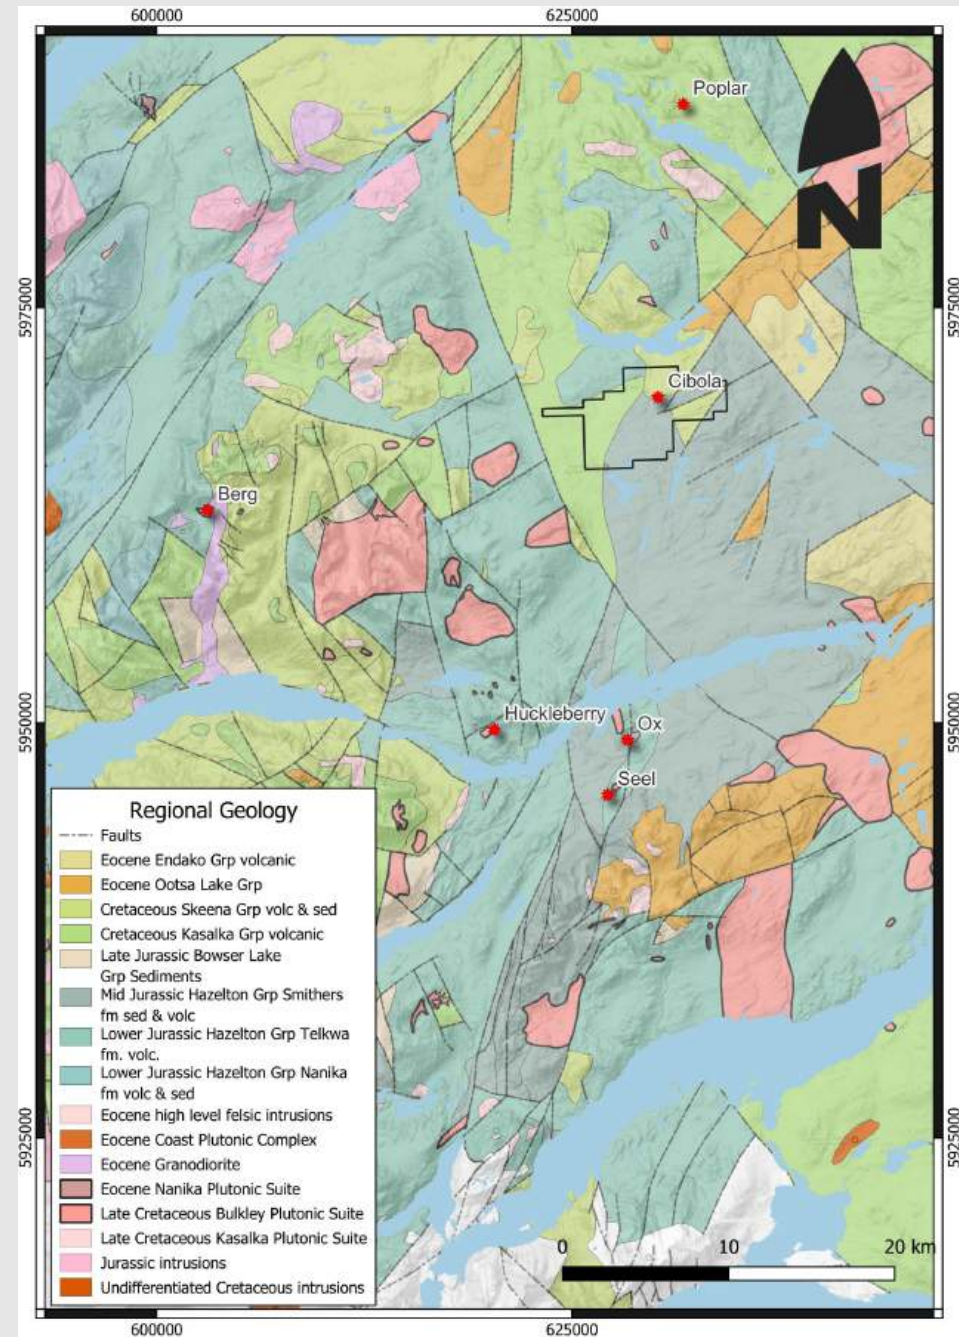 600000 625000
Poplar
N
5975000 5975000
Cibola
Berg
Huckleberry
Ox
5950000 5950000
Seel
Regional Geology
Faults
Eocene Endako Grp volcanic
Eocene Ootsa Lake Grp
Cretaceous Skeena Grp volc & sed
Cretaceous Kasalka Grp volcanic
Late Jurassic Bowser Lake
Grp Sediments
Mid Jurassic Hazelton Grp Smithers
fm sed & volc
Lower Jurassic Hazelton Grp Telkwa
fm. volc.
Lower Jurassic Hazelton Grp Nanika
fm volc & sed
Eocene high level felsic intrusions
Eocene Coast Plutonic Complex
Eocene Granodiorite
Eocene Nanika Plutonic Suite
Late Cretaceous Bulkley Plutonic Suite
Late Cretaceous Kasalka Plutonic Suite
Jurassic intrusions
Undifferentiated Cretaceous intrusions
5925000 5925000
0 10 20 km
600000 625000